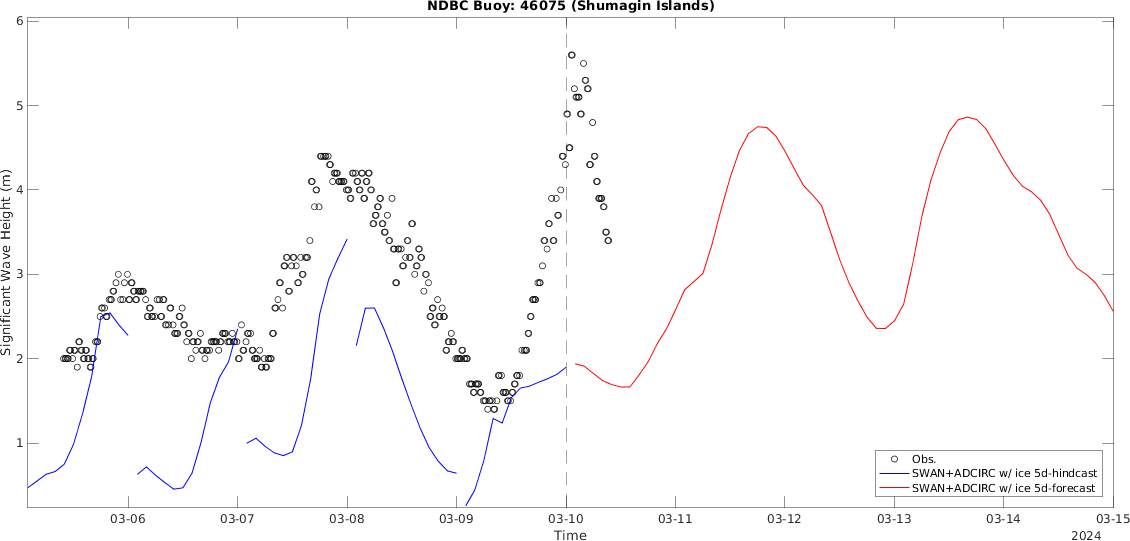 NDBC Buoy: 46075 (Shumagin Islands)
6
5
4
3
2
1
Significant Wave Height (m)
Obs.
SWAN+ADCIRC w/ ice 5d-hindcast
SWAN+ADCIRC w/ ice 5d-forecast
03-06 03-07 03-08 03-09 03-10 03-11 03-12 03-13 03-14 03-15
Time
2024